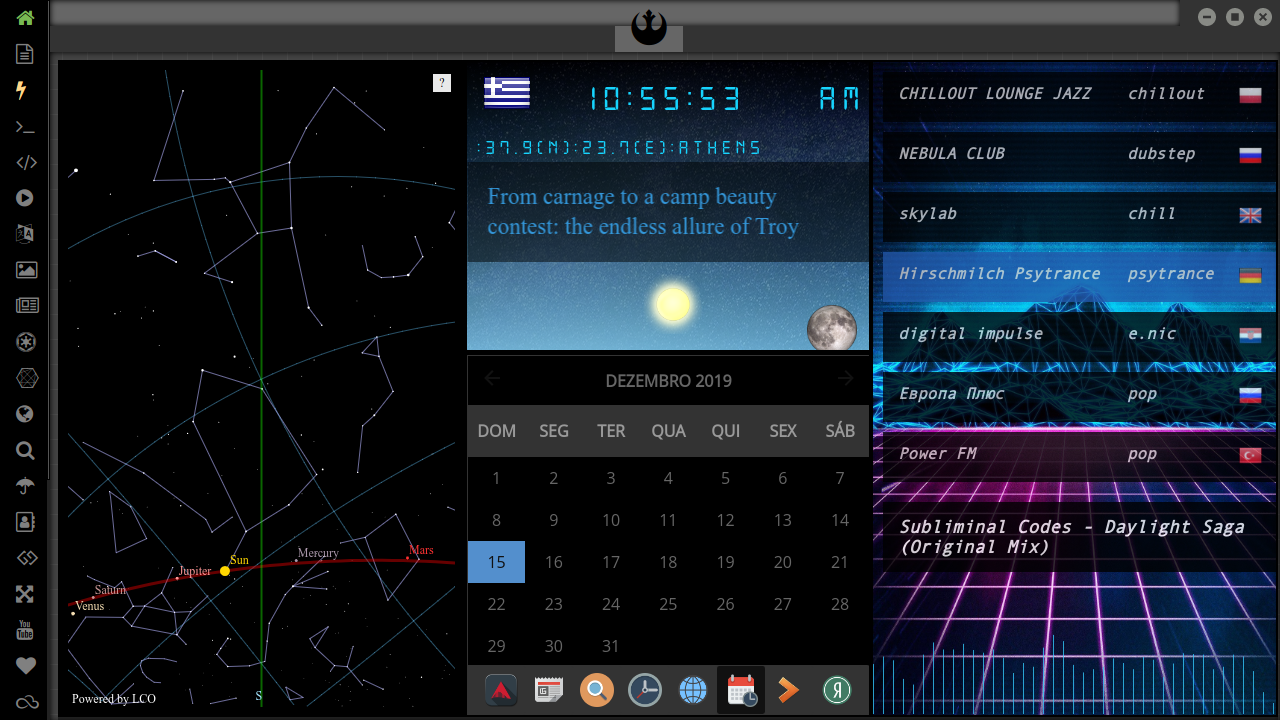 ?
Sun
Mercury
Mars
Jupiter
Saturn
Venus
S
Powered by LCO
10:55:53 AM
:37.9(N):23.7(E):ATHENS
From carnage to a camp beauty
contest: the endless allure of Troy
DEZEMBRO 2019
DOM SEG TER QUA QUI SEX SÁB
1 2 3 4 5 6 7
8 9 10 11 12 13 14
15 16 17 18 19 20 21
22 23 24 25 26 27 28
29 30 31
CHILLOUT LOUNGE JAZZ chillout
NEBULA CLUB dubstep
skylab chill
Hirschmilch Psytrance psytrance
digital impulse e.nic
Европа Плюс pop
Power FM pop
Subliminal Codes - Daylight Saga
(Original Mix)
You
Tube
Я